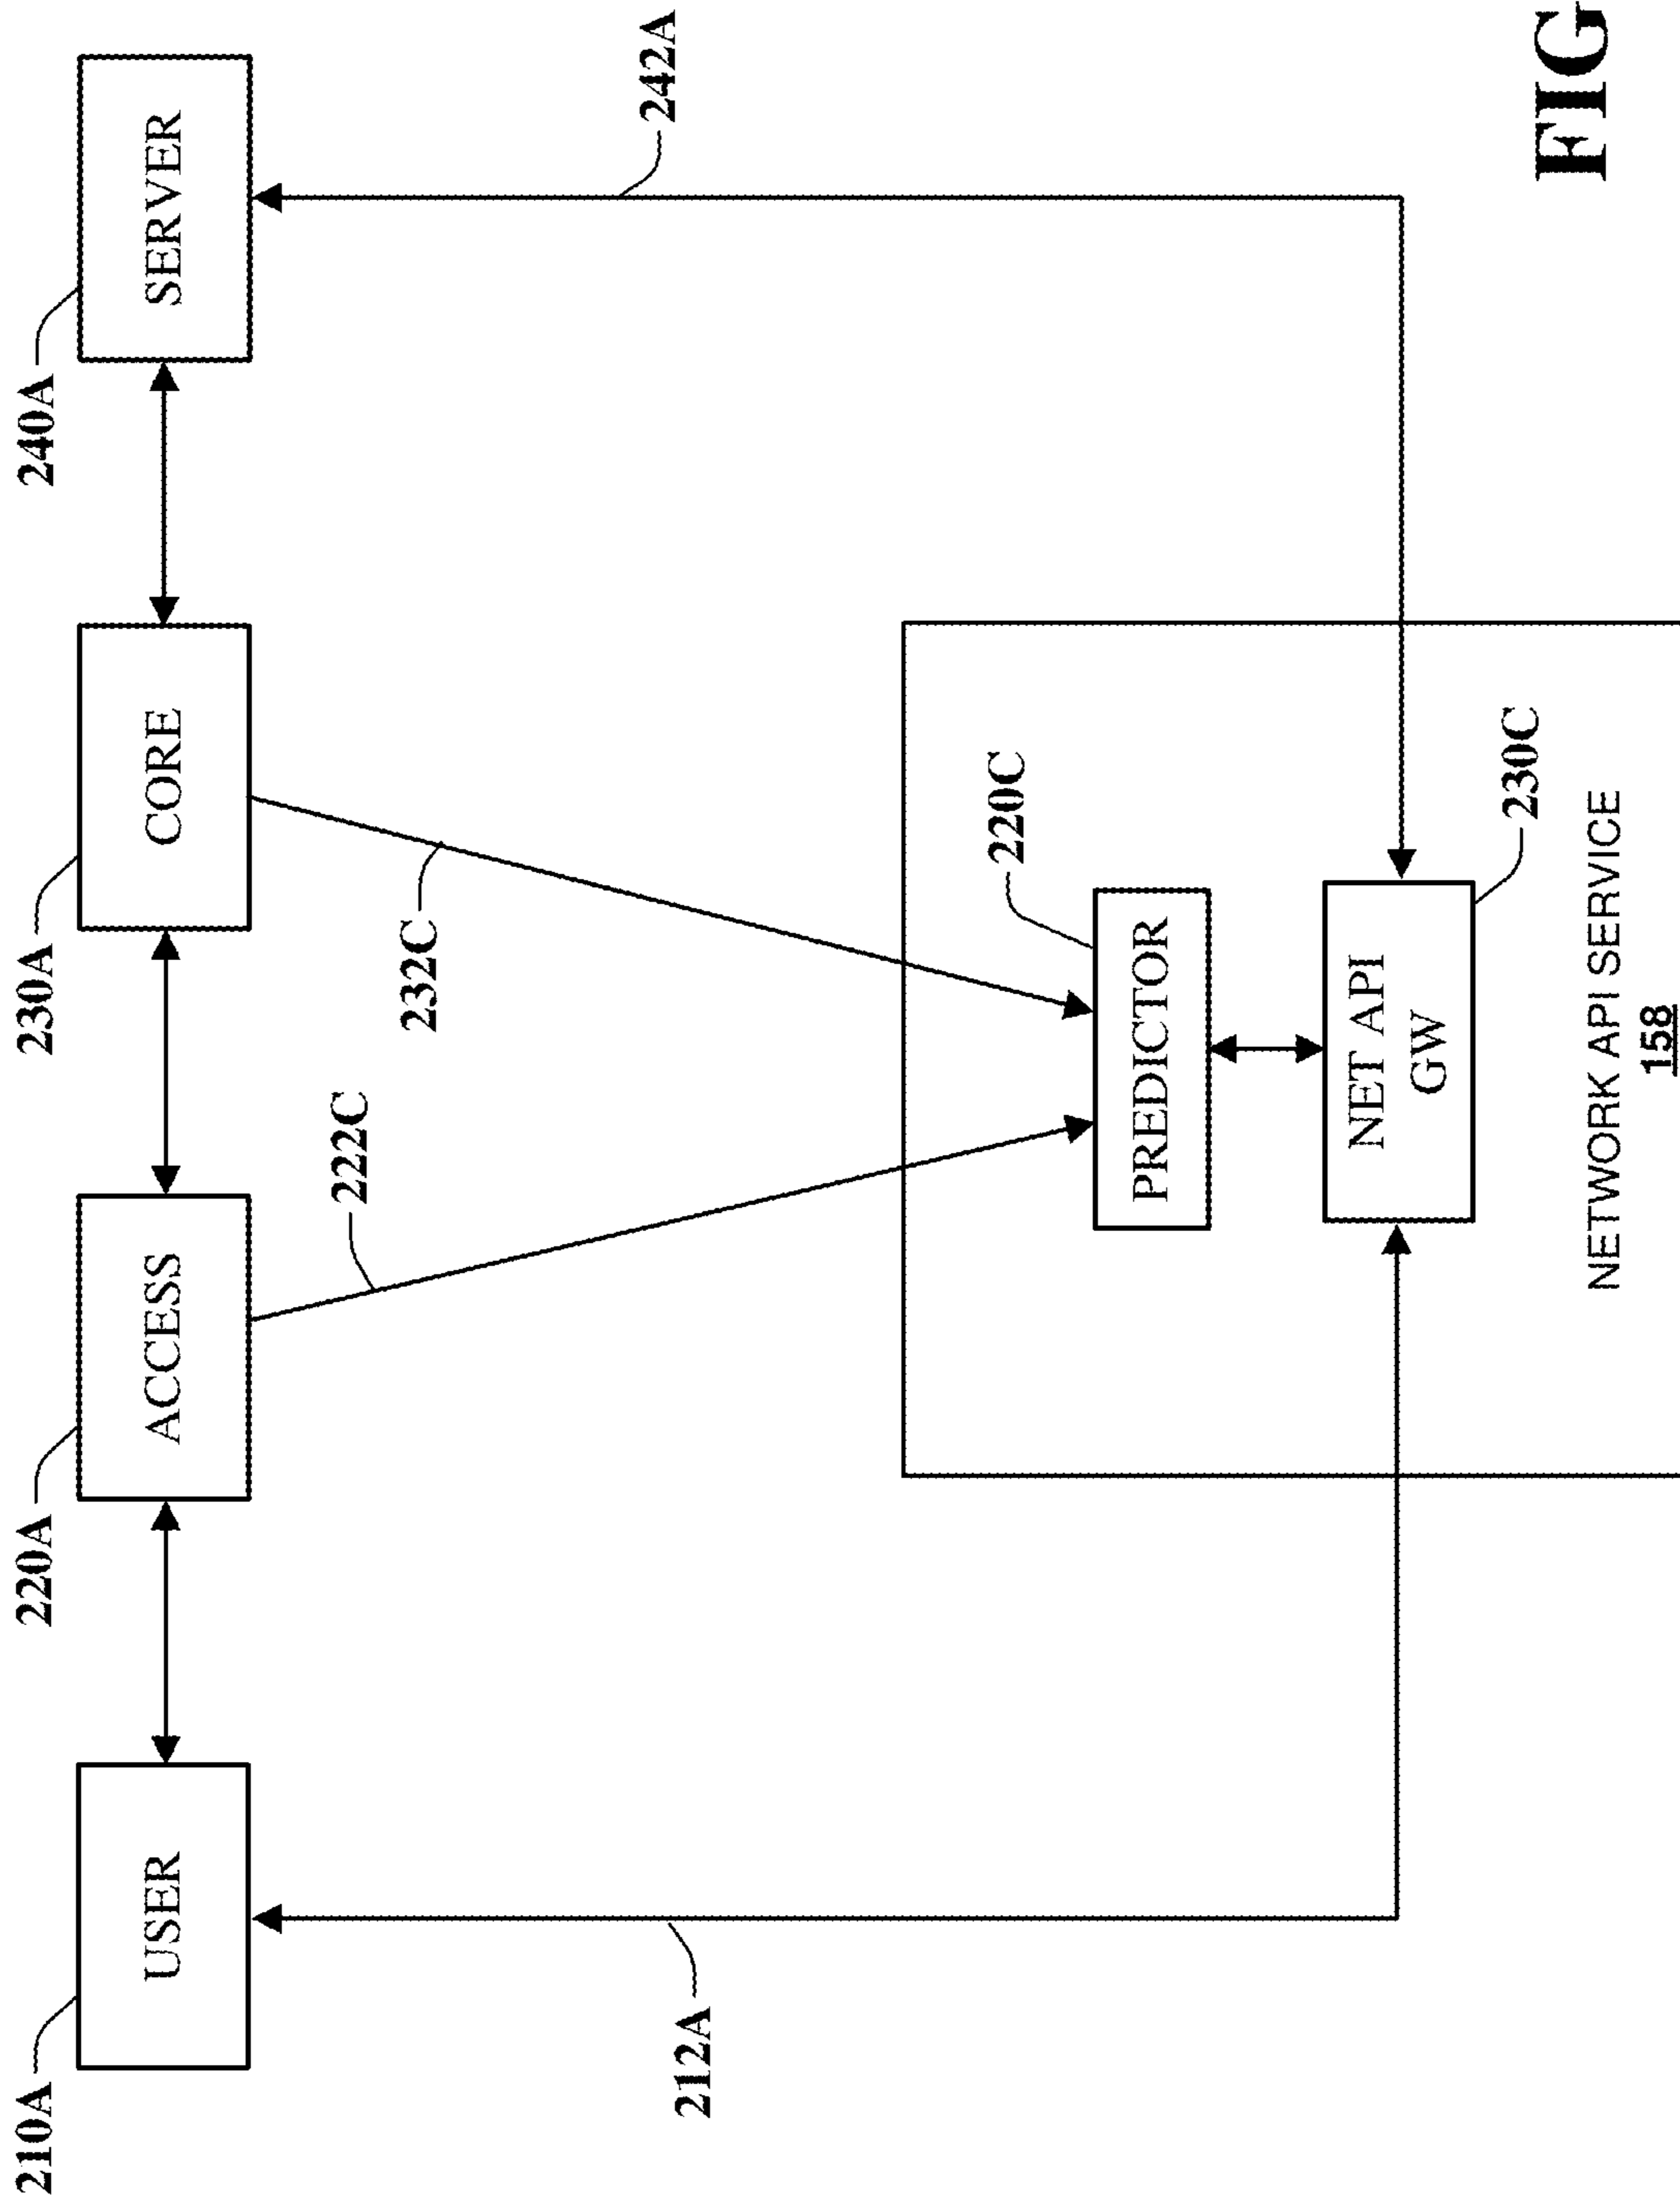 210A
220A
230A
240A
USER
ACCESS
CORE
SERVER
222C
232C
212A
242A
220C
PREDICTOR
NET API
GW
230C
NETWORK API SERVICE
158
FIG